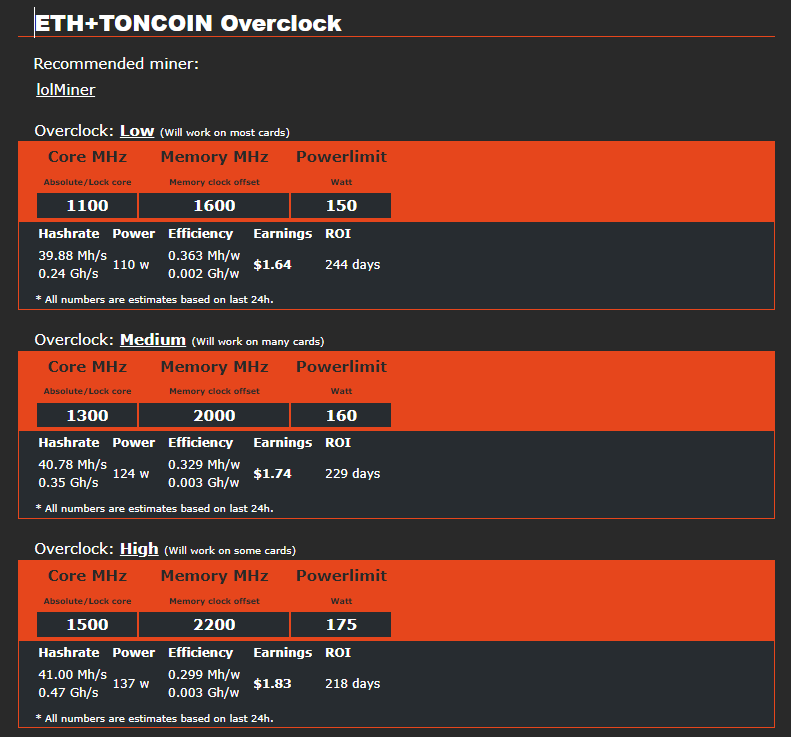 ETH+TONCOIN Overclock
Recommended miner:
lolMiner
Overclock: Low (Will work on most cards)
Core MHz Memory MHz Powerlimit
Absolute/Lock core Memory clock offset Watt
1100 1600 150
Hashrate Power Efficiency Earnings ROI
39.88 Mh/s 0.363 Mh/w
110 w $1.64 244 days
0.24 Gh/s 0.002 Gh/w
* All numbers are estimates based on last 24h.
Overclock: Medium (Will work on many cards)
Core MHz Memory MHz Powerlimit
Absolute/Lock core Memory clock offset Watt
1300 2000 160
Hashrate Power Efficiency Earnings ROI
40.78 Mh/s 0.329 Mh/w
124 w $1.74 229 days
0.35 Gh/s 0.003 Gh/w
* All numbers are estimates based on last 24h.
Overclock: High (Will work on some cards)
Core MHz Memory MHz Powerlimit
Absolute/Lock core Memory clock offset Watt
1500 2200 175
Hashrate Power Efficiency Earnings ROI
41.00 Mh/s 0.299 Mh/w
137 w $1.83 218 days
0.47 Gh/s 0.003 Gh/w
* All numbers are estimates based on last 24h.